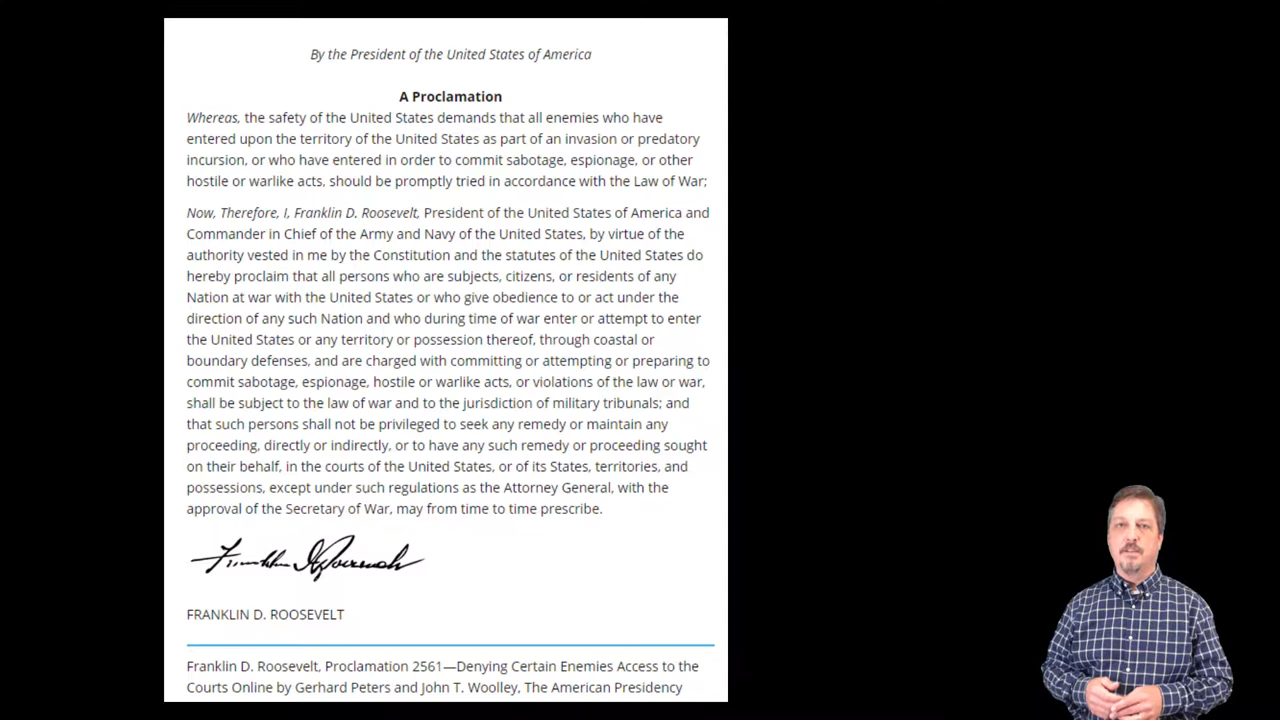 By the President of the United States of America
A Proclamation
Whereas, the safety of the United States demands that all enemies who have
entered upon the territory of the United States as part of an invasion or predatory
incursion, or who have entered in order to commit sabotage, espionage, or other
hostile or warlike acts, should be promptly tried in accordance with the Law of War;
Now, Therefore, I, Franklin D. Roosevelt, President of the United States of America and
Commander in Chief of the Army and Navy of the United States, by virtue of the
authority vested in me by the Constitution and the statutes of the United States do
hereby proclaim that all persons who are subjects, citizens, or residents of any
Nation at war with the United States or who give obedience to or act under the
direction of any such Nation and who during time of war enter or attempt to enter
the United States or any territory or possession thereof, through coastal or
boundary defenses, and are charged with committing or attempting or preparing to
commit sabotage, espionage, hostile or warlike acts, or violations of the law or war,
shall be subject to the law of war and to the jurisdiction of military tribunals; and
that such persons shall not be privileged to seek any remedy or maintain any
proceeding, directly or indirectly, or to have any such remedy or proceeding sought
on their behalf, in the courts of the United States, or of its States, territories, and
possessions, except under such regulations as the Attorney General, with the
approval of the Secretary of War, may from time to time prescribe.
Franklin D Roosevelt
FRANKLIN D. ROOSEVELT
Franklin D. Roosevelt, Proclamation 2561—Denying Certain Enemies Access to the
Courts Online by Gerhard Peters and John T. Woolley, The American Presidency